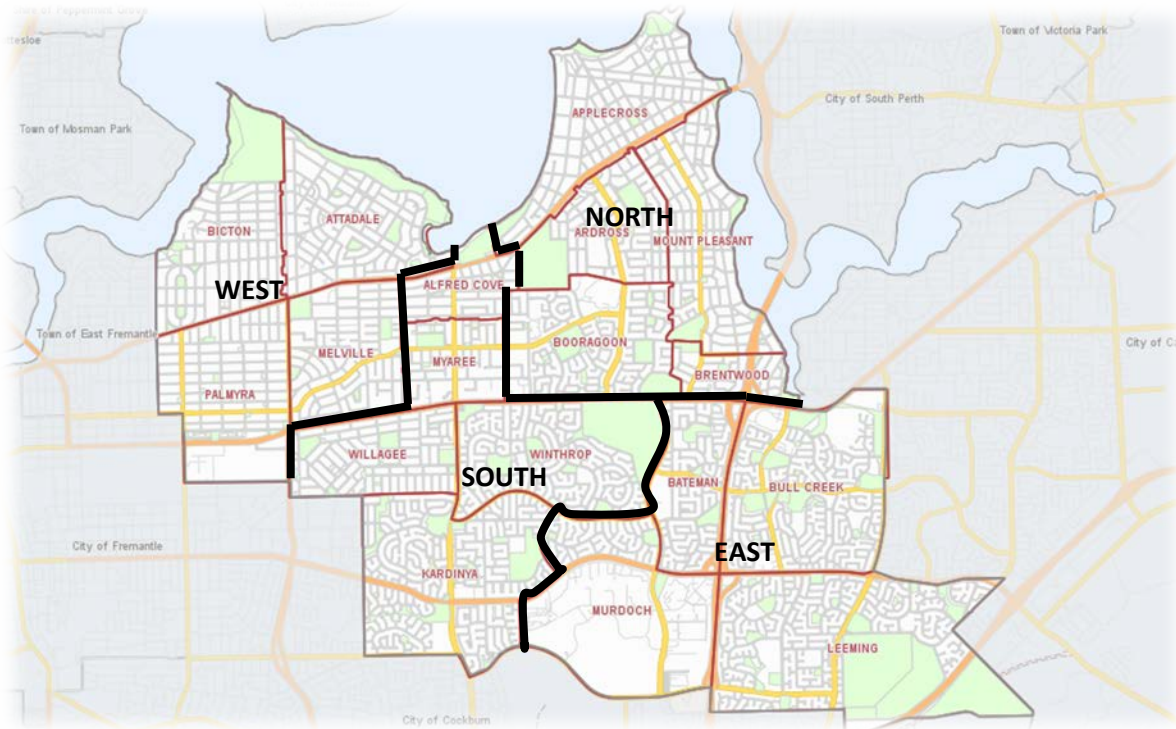 Town of Victoria Park
City of South Perth
APPLECROSS
Town of Mosman Park
NORTH
ATTADALE
BICTON
ARDROSS
MOUNT PLEASANT
WEST
ALFRED COVE
Town of East Fremantle
BOORAGOON
MELVILLE
MYAREE
BRENTWOOD
PALMYRA
WILLAGEE
WINTHROP
SOUTH
BATEMAN
BULL CREEK
City of Fremantle
EAST
KARDINYA
MURDOCH
LEEMING
City of Cockburn